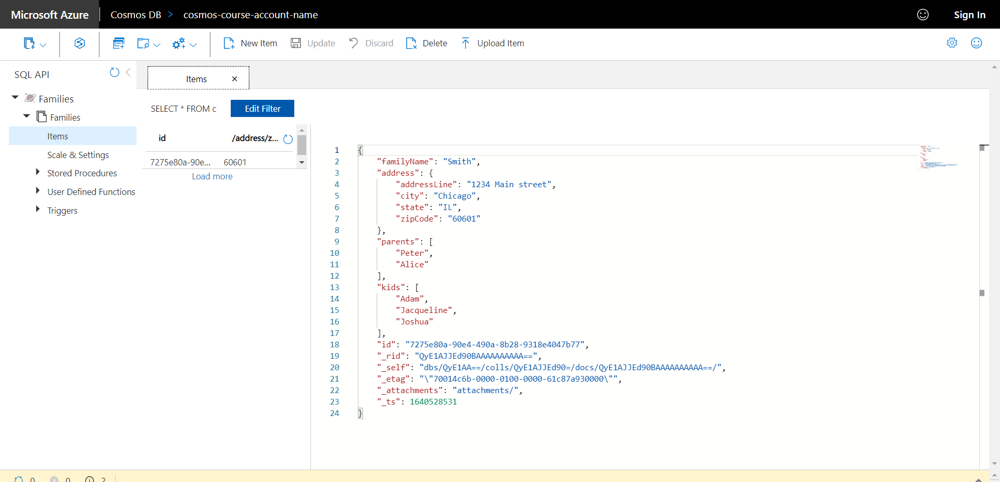 Microsoft Azure
Cosmos DB > cosmos-course-account-name
Sign In
New Item
Update
Discard
Delete
Upload Item
SQL API
Families
Families
Items
Scale & Settings
Stored Procedures
User Defined Functions
Triggers
Items
SELECT * FROM c
Edit Filter
id /address/z...
7275e80a-90e... 60601
Load more
1 {
2 "familyName": "Smith",
3 "address": {
4 "addressLine": "1234 Main street",
5 "city": "Chicago",
6 "state": "IL",
7 "zipCode": "60601"
8 },
9 "parents": [
10 "Peter",
11 "Alice"
12 ],
13 "kids": [
14 "Adam",
15 "Jacqueline",
16 "Joshua"
17 ],
18 "id": "7275e80a-90e4-490a-8b28-9318e4047b77",
19 "_rid": "QyE1AJJEd90BAAAAAAAAAA==",
20 "_self": "dbs/QyE1AA==/colls/QyE1AJJEd90=/docs/QyE1AJJEd90BAAAAAAAAAA==/",
21 "_etag": "\"70014c6b-0000-0100-0000-61c87a930000\"",
22 "_attachments": "attachments/",
23 "_ts": 1640528531
24 }
0 0 2